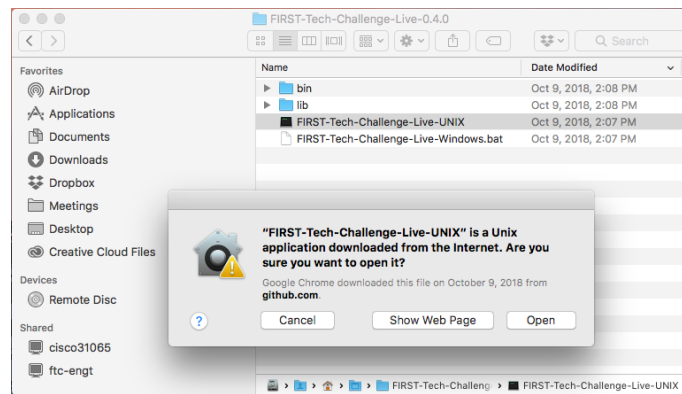 FIRST-Tech-Challenge-Live-0.4.0
Search
Favorites
AirDrop
Applications
Documents
Downloads
Dropbox
Meetings
Desktop
Creative Cloud Files
Devices
Remote Disc
Shared
cisco31065
ftc-engt
Name Date Modified
bin Oct 9, 2018, 2:08 PM
lib Oct 9, 2018, 2:08 PM
FIRST-Tech-Challenge-Live-UNIX Oct 9, 2018, 2:07 PM
FIRST-Tech-Challenge-Live-Windows.bat Oct 9, 2018, 2:07 PM
“FIRST-Tech-Challenge-Live-UNIX” is a Unix
application downloaded from the Internet. Are you
sure you want to open it?
Google Chrome downloaded this file on October 9, 2018 from
github.com.
? Cancel Show Web Page Open
FIRST-Tech-Challeng FIRST-Tech-Challenge-Live-UNIX